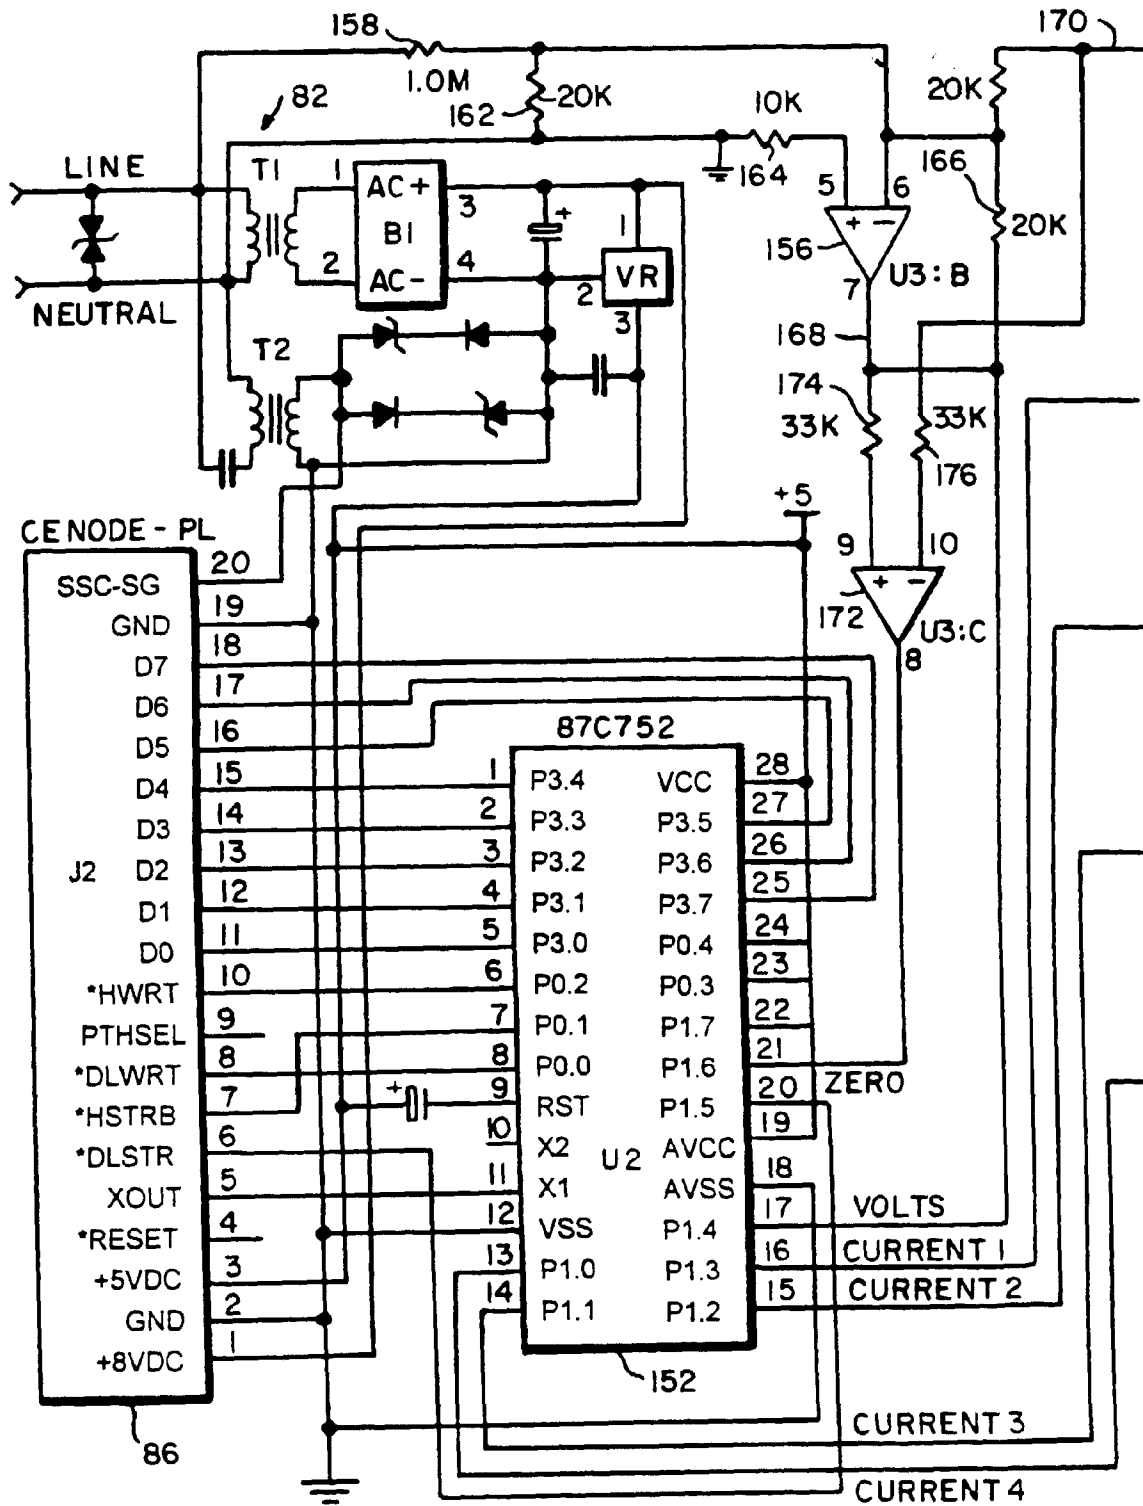 158
170
1.0M
162
20K
10K
20K
82
164
166
LINE
T1
1
AC+
3
5
6
B1
+
1
+ -
156
20K
2
AC-
4
2
VR
U3:B
NEUTRAL
3
7
T2
168
174
33K
33K
176
+5
CENODE-PL
9
10
20
SSC-SG
+ -
172
19
GND
U3:C
18
D7
8
17
D6
16
D5
87C752
15
D4
1
P3.4
VCC
28
14
D3
2
P3.3
P3.5
27
13
J2
D2
3
P3.2
P3.6
26
12
D1
4
P3.1
P3.7
25
11
D0
5
P3.0
P0.4
24
10
*HWRT
6
P0.2
P0.3
23
9
PTHSEL
7
P0.1
P1.7
22
8
*DLWRT
8
P0.0
P1.6
21
ZERO
7
*HSTRB
+
9
RST
P1.5
20
6
*DLSTR
10
X2
U2
AVCC
19
5
XOUT
11
X1
AVSS
18
4
*RESET
12
VSS
P1.4
17
VOLTS
3
+5VDC
13
P1.0
P1.3
16
CURRENT 1
2
GND
14
P1.1
P1.2
15
CURRENT 2
1
+8VDC
152
86
CURRENT 3
CURRENT 4